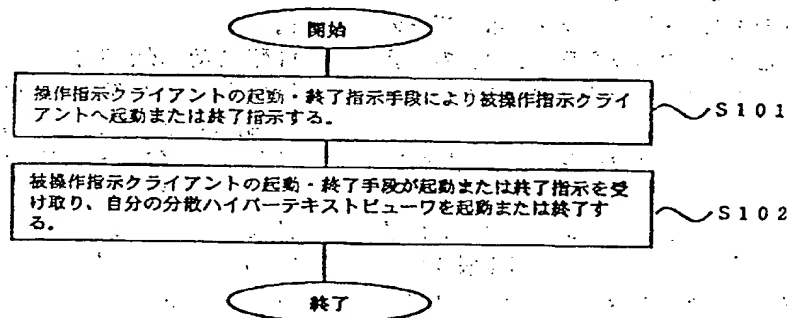 開始
操作指示クライアントの起動・終了指示手段により被操作指示クライ
アントへ起動または終了指示する。
S101
被操作指示クライアントの起動・終了手段が起動または終了指示を受
け取り、自分の分散ハイパーテキストビューワを起動または終了す
る。
S102
終了